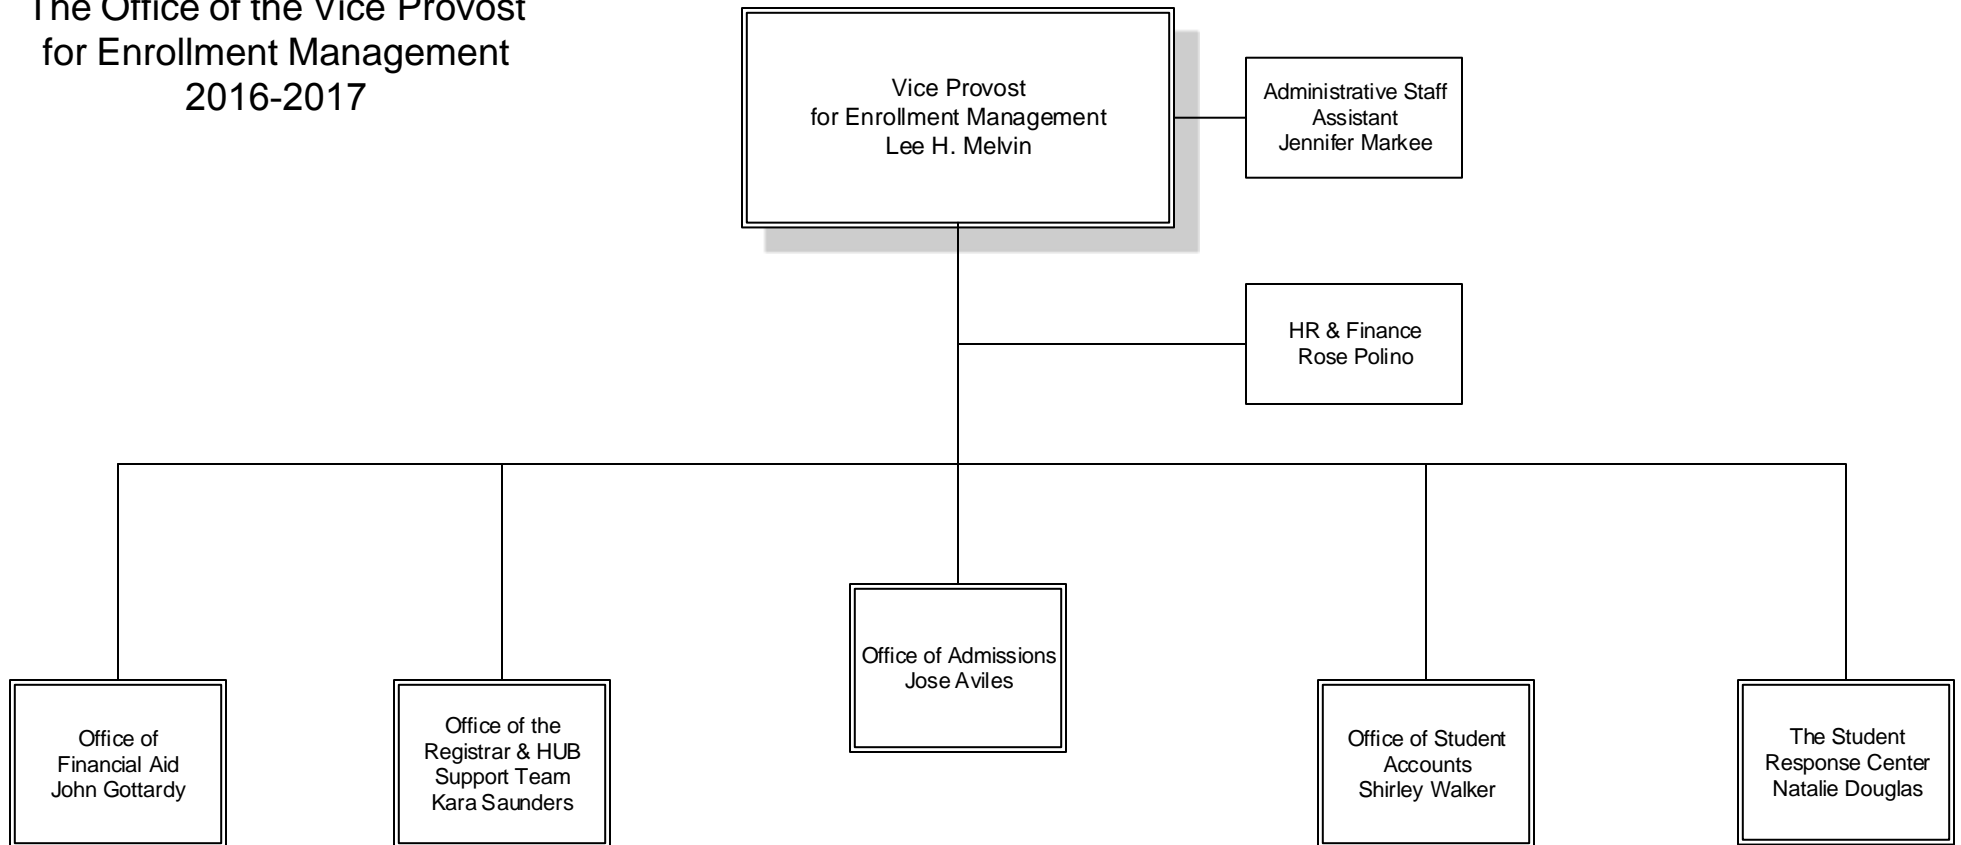 The Office of the Vice Provost
for Enrollment Management
2016-2017
Vice Provost
for Enrollment Management
Lee H. Melvin
Administrative Staff
Assistant
Jennifer Markee
HR & Finance
Rose Polino
Office of Admissions
Jose Aviles
Office of
Financial Aid
John Gottardy
Office of the
Registrar & HUB
Support Team
Kara Saunders
Office of Student
Accounts
Shirley Walker
The Student
Response Center
Natalie Douglas